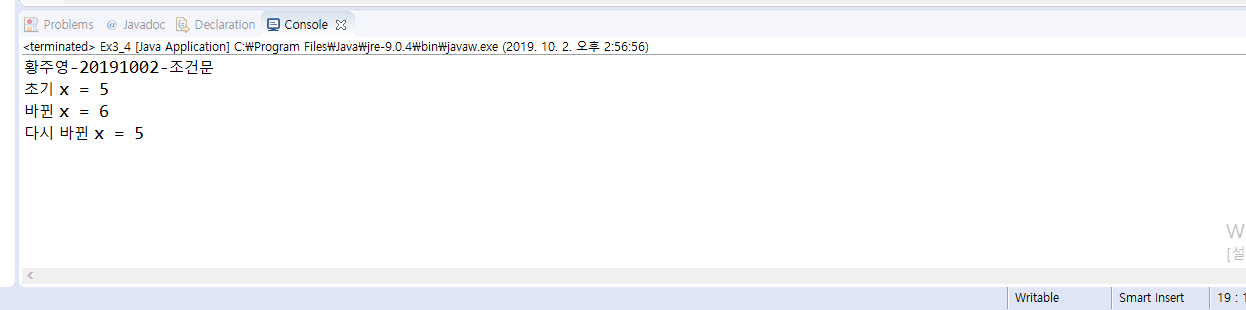 Problems @ Javadoc Declaration Console
<terminated> Ex3_4 [Java Application] C:₩Program Files₩Java₩jre-9.0.4₩bin₩javaw.exe (2019. 10. 2. 오후 2:56:56)
황주영-20191002-조건문
초기 x = 5
바뀐 x = 6
다시 바뀐 x = 5
W
[설
Writable Smart Insert 19 : 1